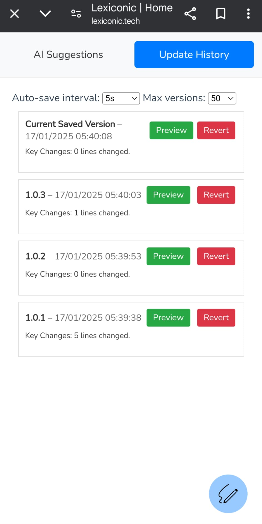 Lexiconic | Home
lexiconic.tech
AI Suggestions
Update History
Auto-save interval: 5s Max versions: 50
Current Saved Version –
17/01/2025 05:40:08
Preview Revert
Key Changes: 0 lines changed.
1.0.3 – 17/01/2025 05:40:03 Preview Revert
Key Changes: 1 lines changed.
1.0.2 – 17/01/2025 05:39:53 Preview Revert
Key Changes: 0 lines changed.
1.0.1 – 17/01/2025 05:39:38 Preview Revert
Key Changes: 5 lines changed.